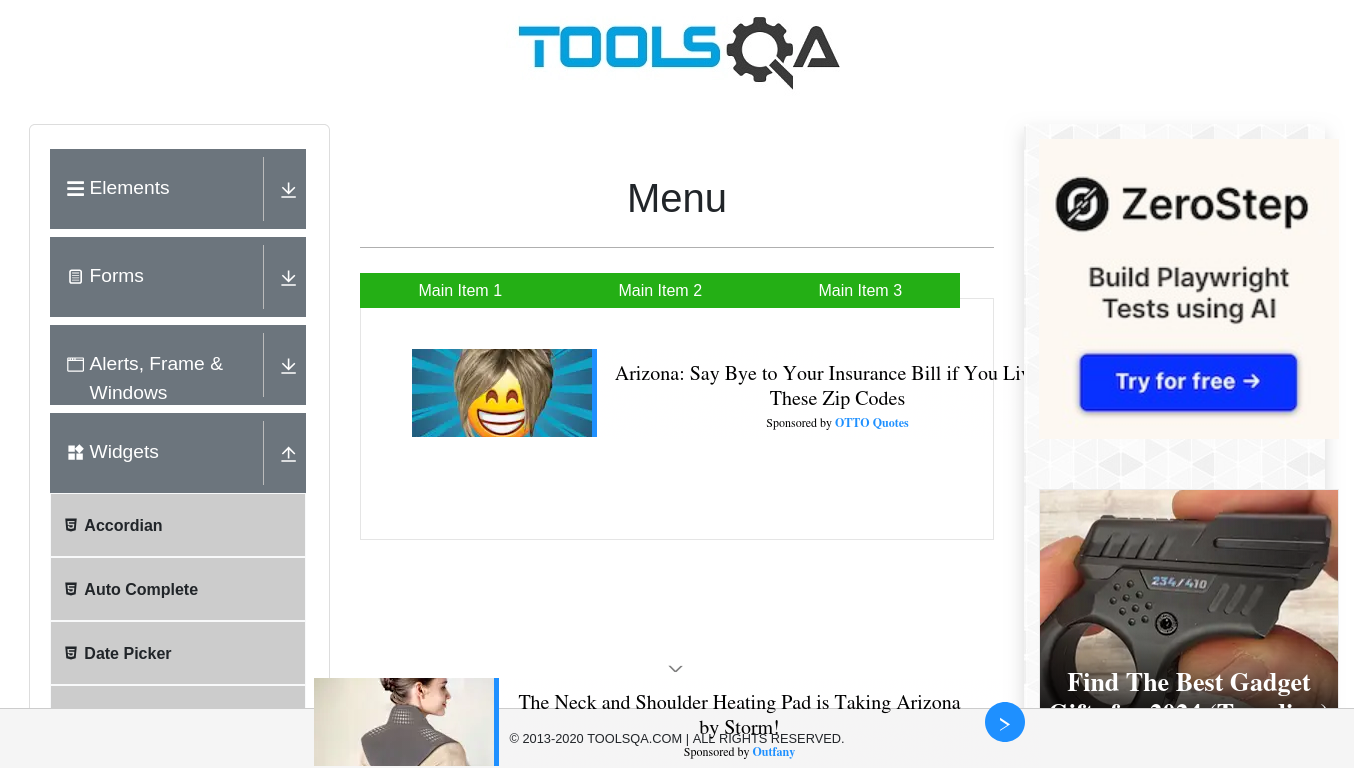 TOOLSQA
Elements
Forms
Alerts, Frame &
Windows
Widgets
Accordian
Auto Complete
Date Picker
Menu
Main Item 1
Main Item 2
Main Item 3
Arizona: Say Bye to Your Insurance Bill if You Liv
These Zip Codes
Sponsored by OTTO Quotes
The Neck and Shoulder Heating Pad is Taking Arizona
by Storm!
Sponsored by Outfany
© 2013-2020 TOOLSQA.COM | ALL RIGHTS RESERVED.
ZeroStep
Build Playwright
Tests using AI
Try for free →
234/410
Find The Best Gadget